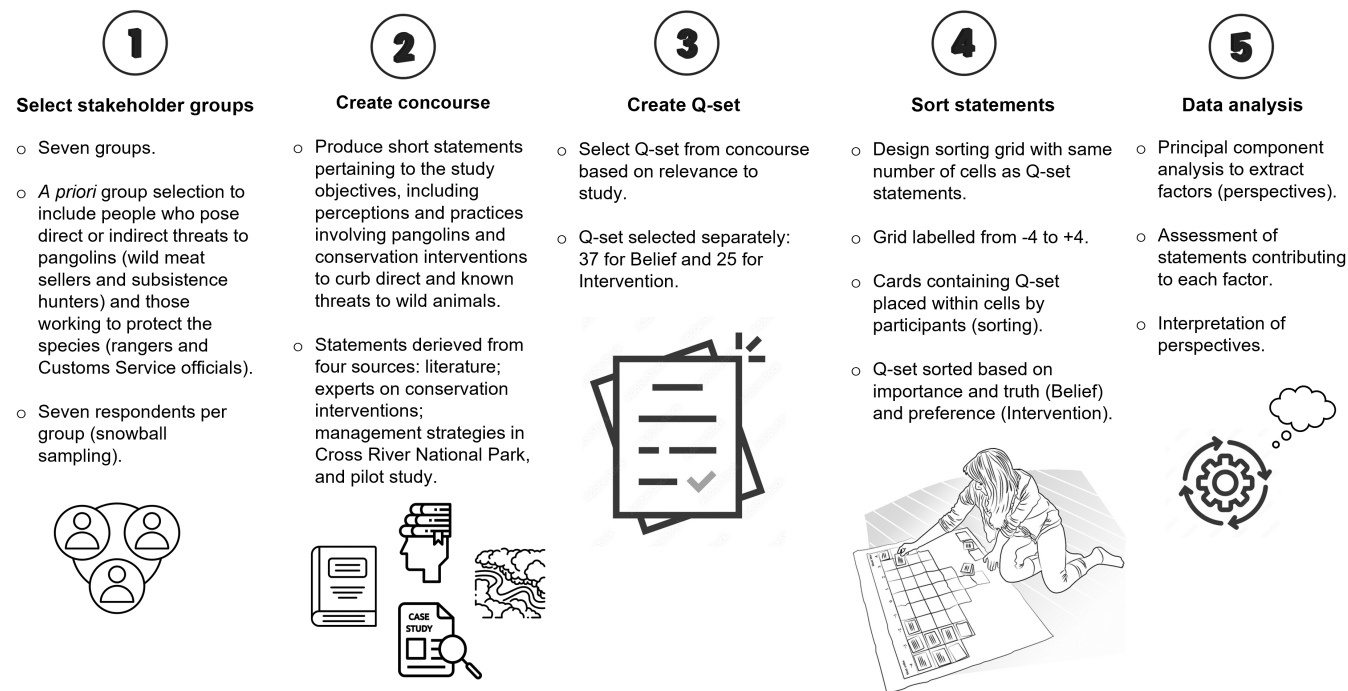 1
Select stakeholder groups
○ Seven groups.
○ A priori group selection to
include people who pose
direct or indirect threats to
pangolins (wild meat
sellers and subsistence
hunters) and those
working to protect the
species (rangers and
Customs Service officials).
○ Seven respondents per
group (snowball
sampling).
2
Create concourse
○ Produce short statements
pertaining to the study
objectives, including
perceptions and practices
involving pangolins and
conservation interventions
to curb direct and known
threats to wild animals.
○ Statements derieved from
four sources: literature;
experts on conservation
interventions;
management strategies in
Cross River National Park,
and pilot study.
CASE
STUDY
3
Create Q-set
○ Select Q-set from concourse
based on relevance to
study.
○ Q-set selected separately:
37 for Belief and 25 for
Intervention.
4
Sort statements
○ Design sorting grid with same
number of cells as Q-set
statements.
○ Grid labelled from -4 to +4.
○ Cards containing Q-set
placed within cells by
participants (sorting).
○ Q-set sorted based on
importance and truth (Belief)
and preference (Intervention).
5
Data analysis
○ Principal component
analysis to extract
factors (perspectives).
○ Assessment of
statements contributing
to each factor.
○ Interpretation of
perspectives.